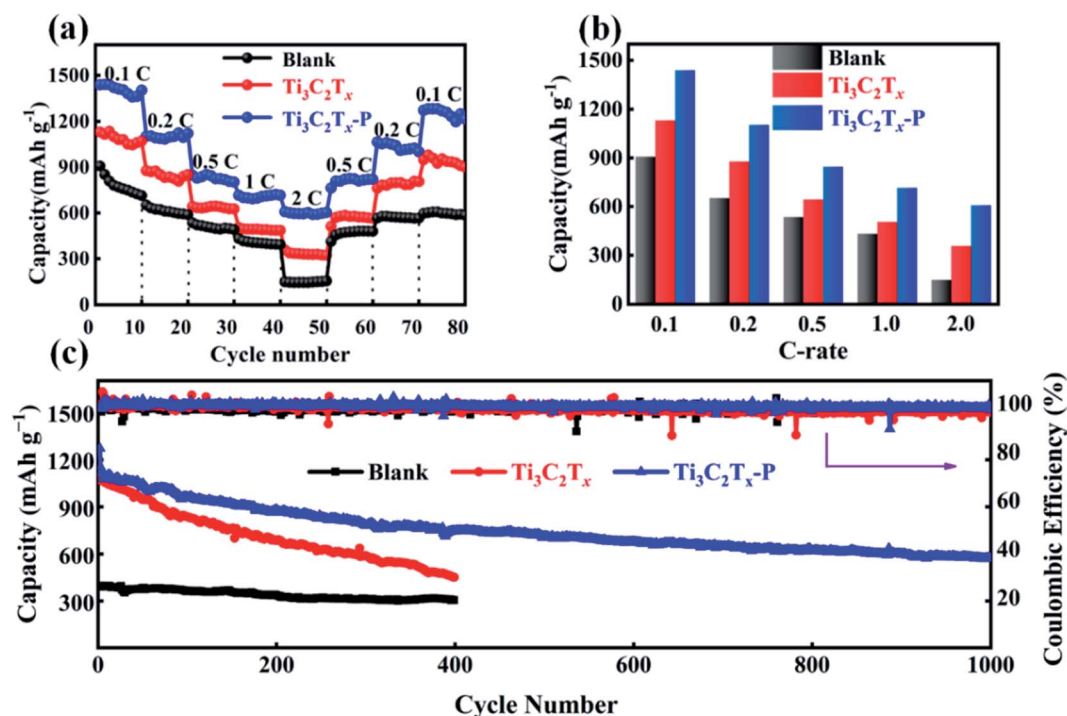 (a)
Capacity(mAh g⁻¹)
1500
1200
900
600
300
0
Blank
Ti₃C₂Tₓ
Ti₃C₂Tₓ-P
0.1 C
0.2 C
0.5 C
1 C
2 C
0.5 C
0.2 C
0.1 C
0 10 20 30 40 50 60 70 80
Cycle number
(b)
Capacity(mAh g⁻¹)
1500
1200
900
600
300
0
Blank
Ti₃C₂Tₓ
Ti₃C₂Tₓ-P
0.1 0.2 0.5 1.0 2.0
C-rate
(c)
Capacity (mAh g⁻¹)
1500
1200
900
600
300
Blank Ti₃C₂Tₓ Ti₃C₂Tₓ-P
100
80
60
40
20
Coulombic Efficiency (%)
0 200 400 600 800 1000
Cycle Number